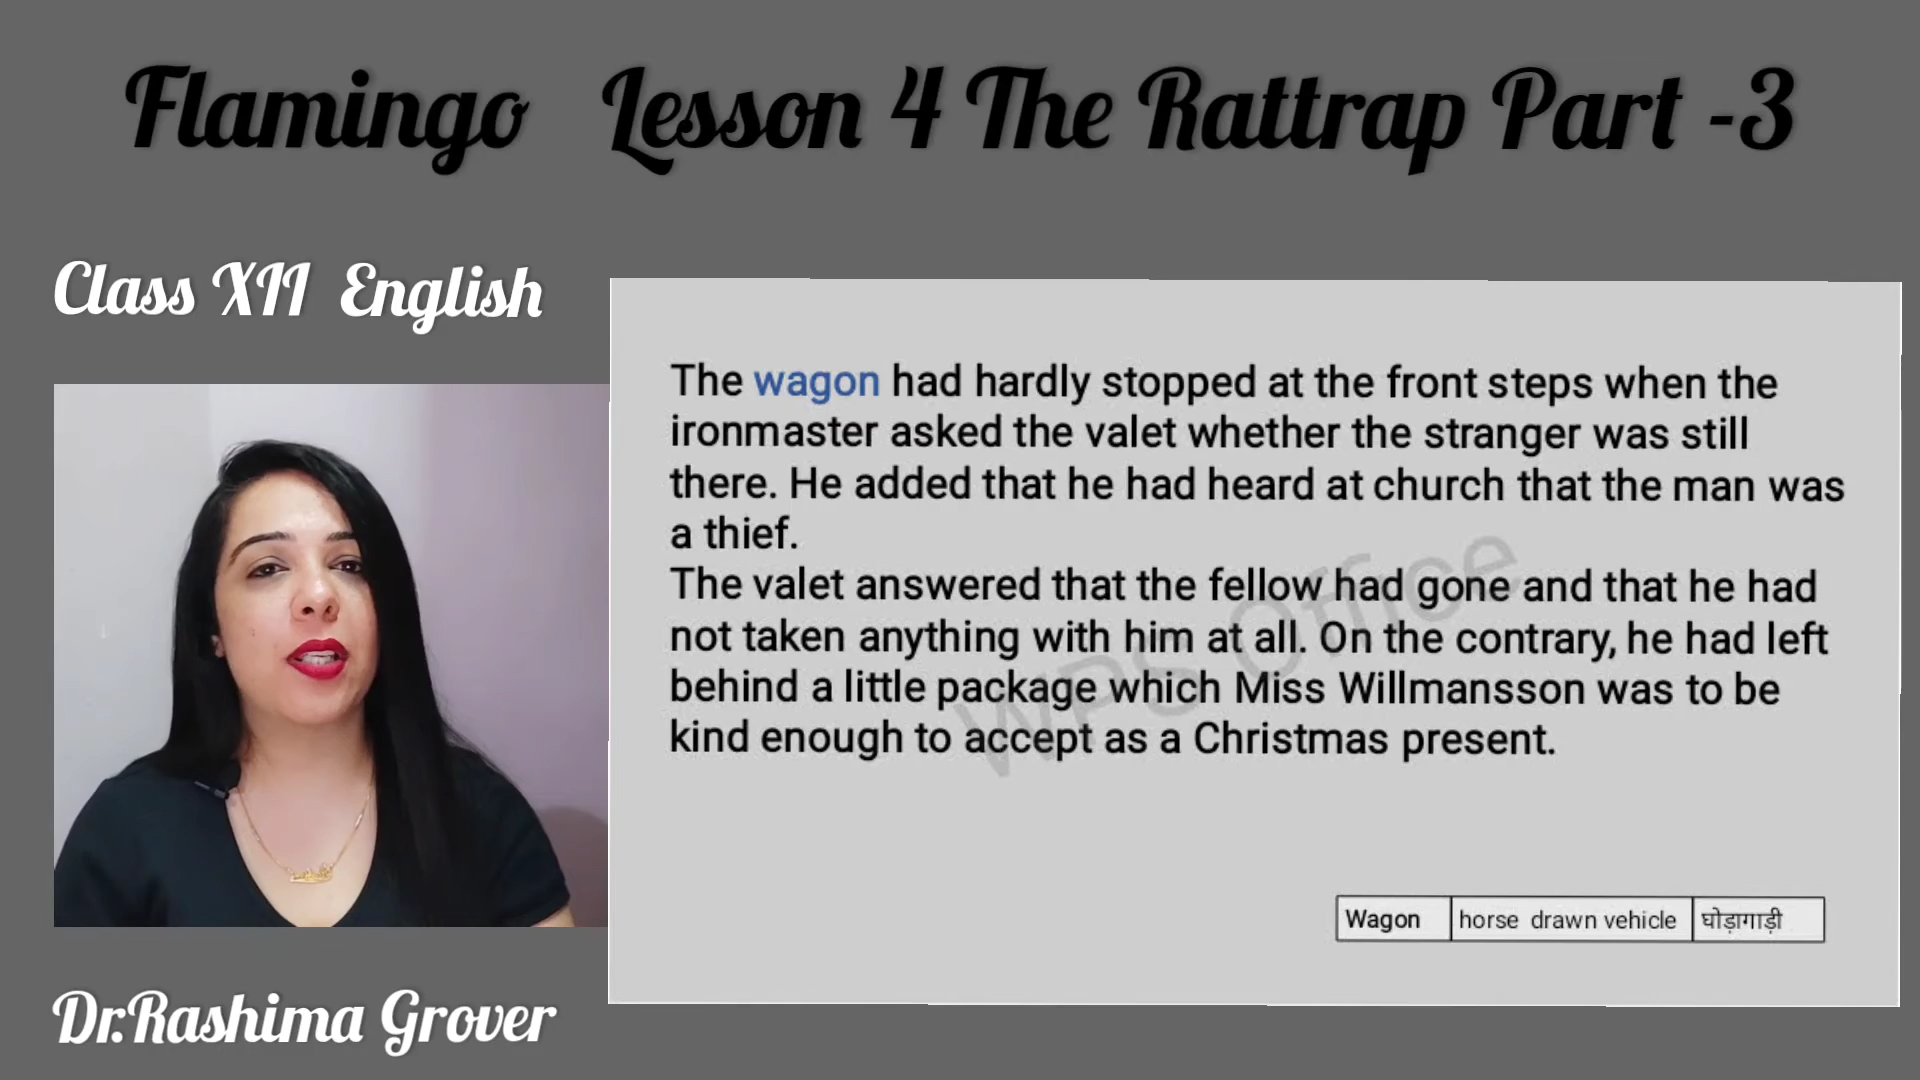 Flamingo Lesson 4 The Rattrap Part -3
Class XII English
The wagon had hardly stopped at the front steps when the
ironmaster asked the valet whether the stranger was still
there. He added that he had heard at church that the man was
a thief.
The valet answered that the fellow had gone and that he had
not taken anything with him at all. On the contrary, he had left
behind a little package which Miss Willmansson was to be
kind enough to accept as a Christmas present.
WPS Office
Wagon horse drawn vehicle घोड़ागाड़ी
Dr.Rashima Grover